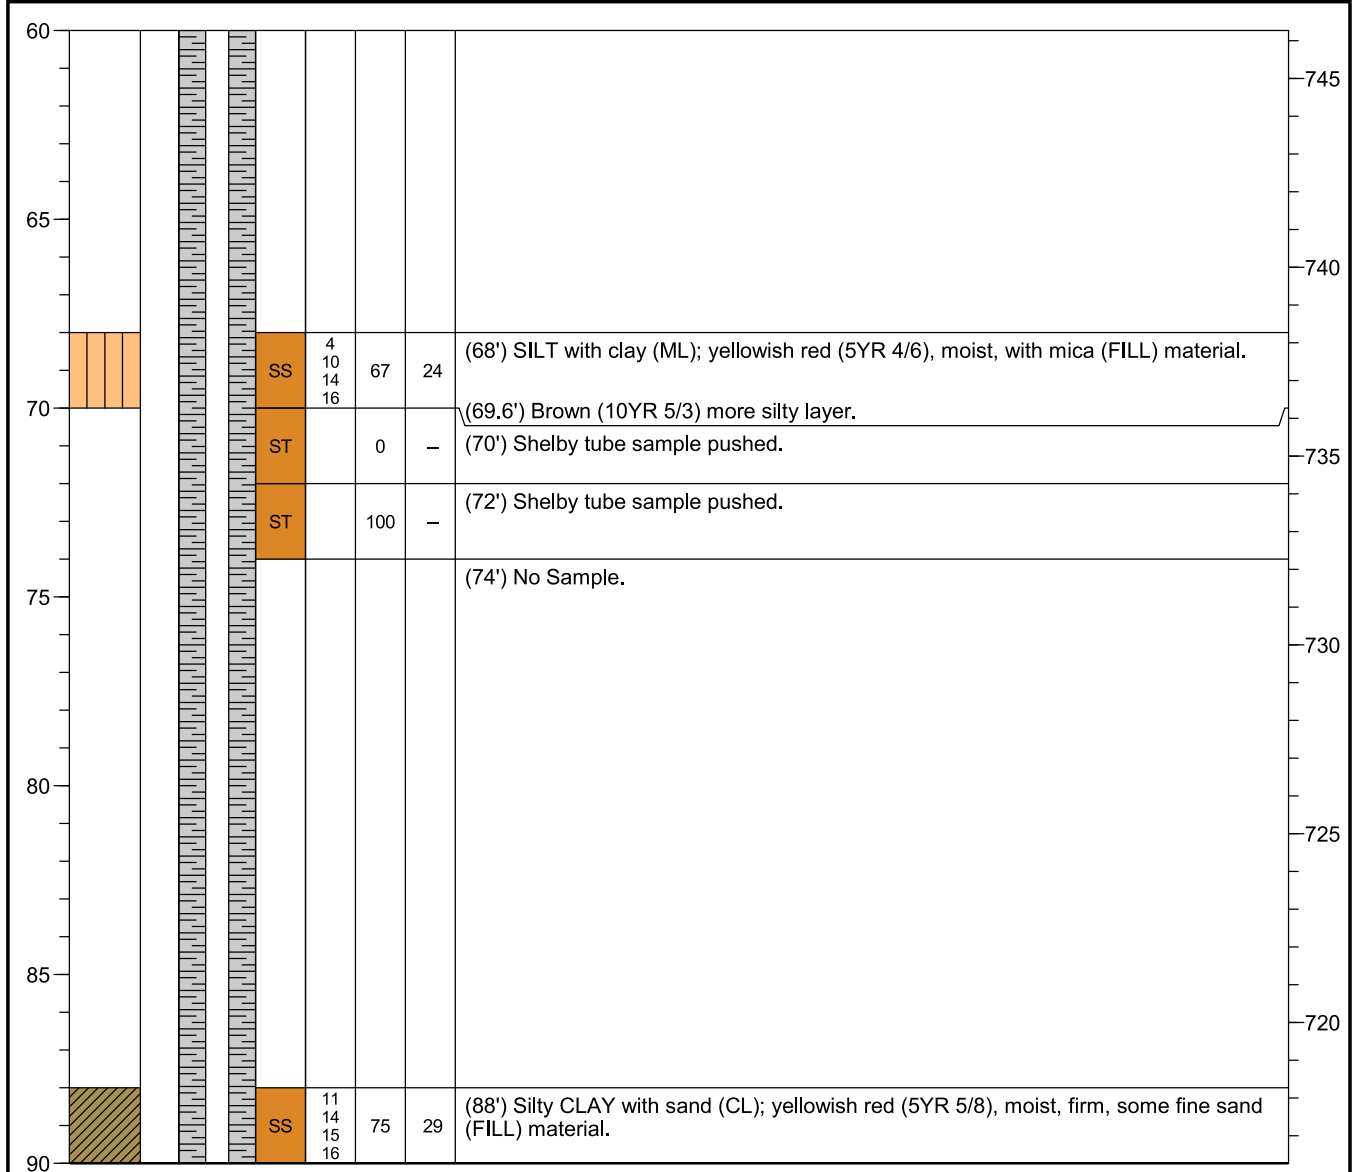 60
745
65
740
SS
4
10
14
16
67
24
(68') SILT with clay (ML); yellowish red (5YR 4/6), moist, with mica (FILL) material.
70
(69.6') Brown (10YR 5/3) more silty layer.
ST
0
–
(70') Shelby tube sample pushed.
735
ST
100
–
(72') Shelby tube sample pushed.
(74') No Sample.
75
730
80
725
85
720
SS
11
14
15
16
75
29
(88') Silty CLAY with sand (CL); yellowish red (5YR 5/8), moist, firm, some fine sand
(FILL) material.
90